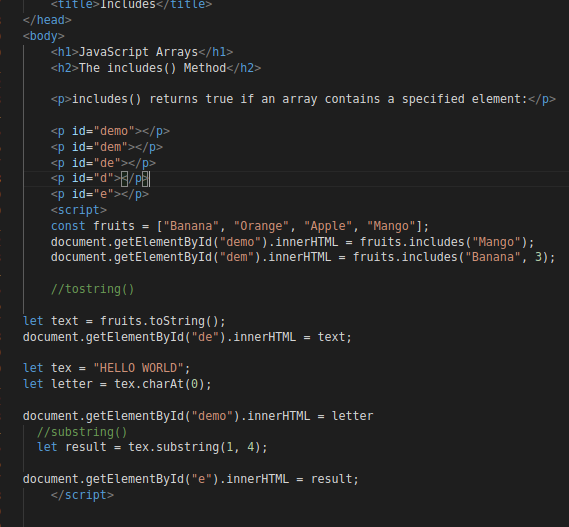 <title>Includes</title>
</head>
<body>
<h1>JavaScript Arrays</h1>
<h2>The includes() Method</h2>
<p>includes() returns true if an array contains a specified element:</p>
<p id="demo"></p>
<p id="dem"></p>
<p id="de"></p>
<p id="d"></p>
<p id="e"></p>
<script>
const fruits = ["Banana", "Orange", "Apple", "Mango"];
document.getElementById("demo").innerHTML = fruits.includes("Mango");
document.getElementById("dem").innerHTML = fruits.includes("Banana", 3);
//tostring()
let text = fruits.toString();
document.getElementById("de").innerHTML = text;
let tex = "HELLO WORLD";
let letter = tex.charAt(0);
document.getElementById("demo").innerHTML = letter
//substring()
let result = tex.substring(1, 4);
document.getElementById("e").innerHTML = result;
</script>